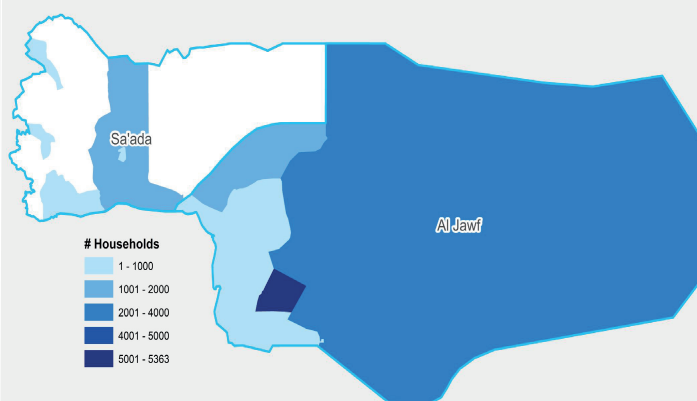 Sa'ada
Al Jawf
# Households
1 - 1000
1001 - 2000
2001 - 4000
4001 - 5000
5001 - 5363